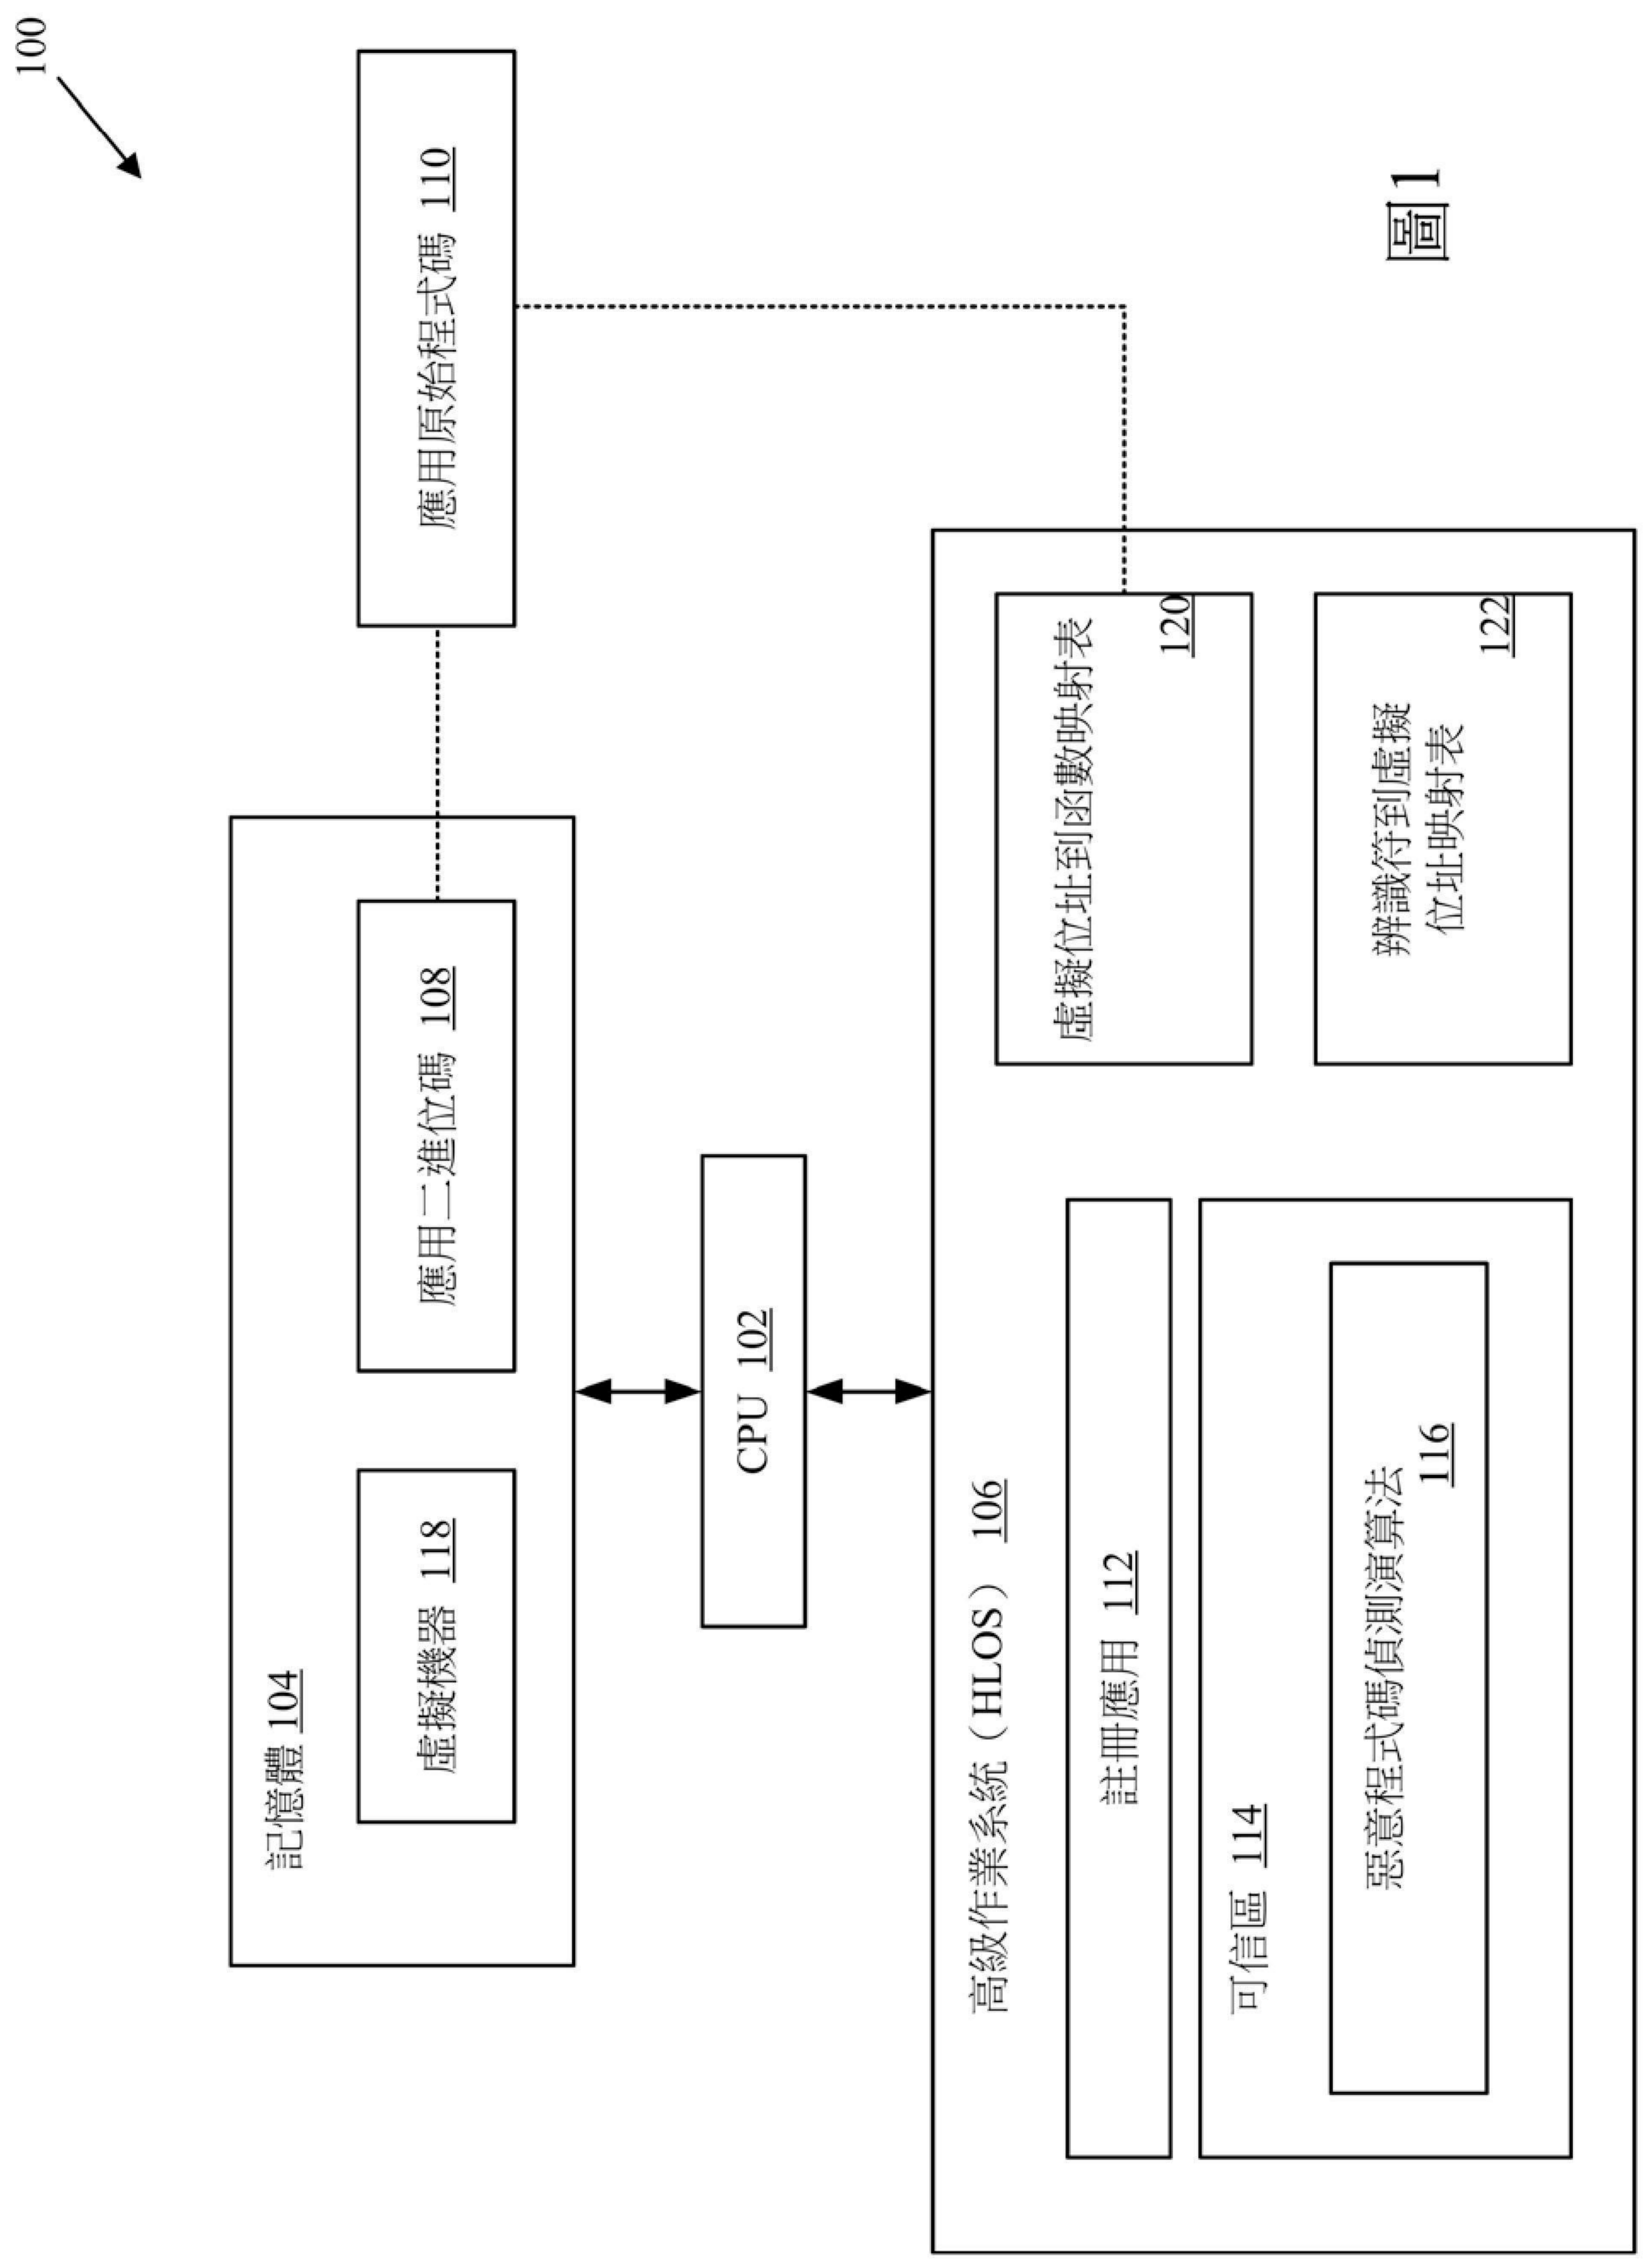 100
記憶體 104
虛擬機器 118
應用二進位碼 108
應用原始程式碼 110
CPU 102
高級作業系統（HLOS） 106
註冊應用 112
可信區 114
惡意程式碼偵測演算法
116
虛擬位址到函數映射表
120
辨識符到虛擬
位址映射表
122
圖1